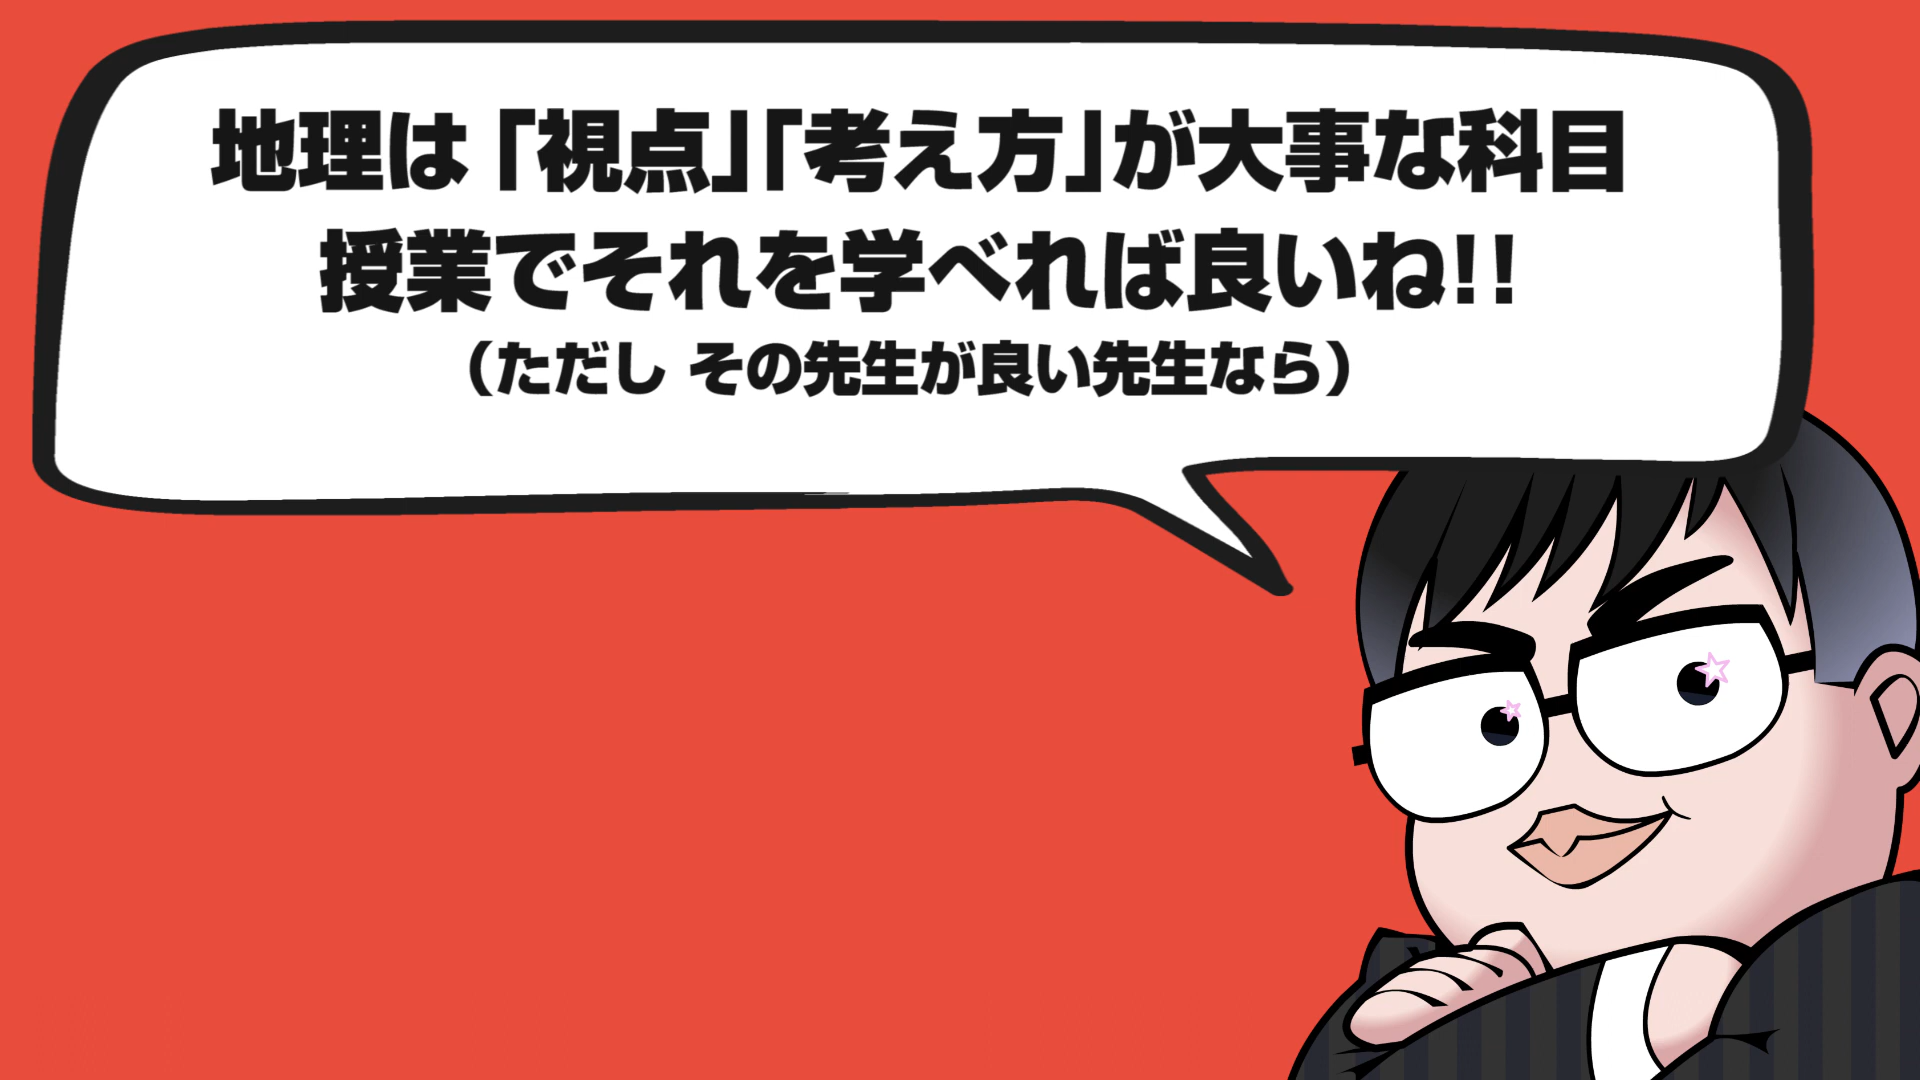 地理は「視点」「考え方」が大事な科目
授業でそれを学べれば良いね!!
（ただし その先生が良い先生なら）